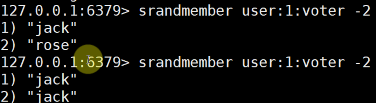 127.0.0.1:6379> srandmember user:1:voter -2
1) "jack"
2) "rose"
127.0.0.1:6379> srandmember user:1:voter -2
1) "jack"
2) "jack"